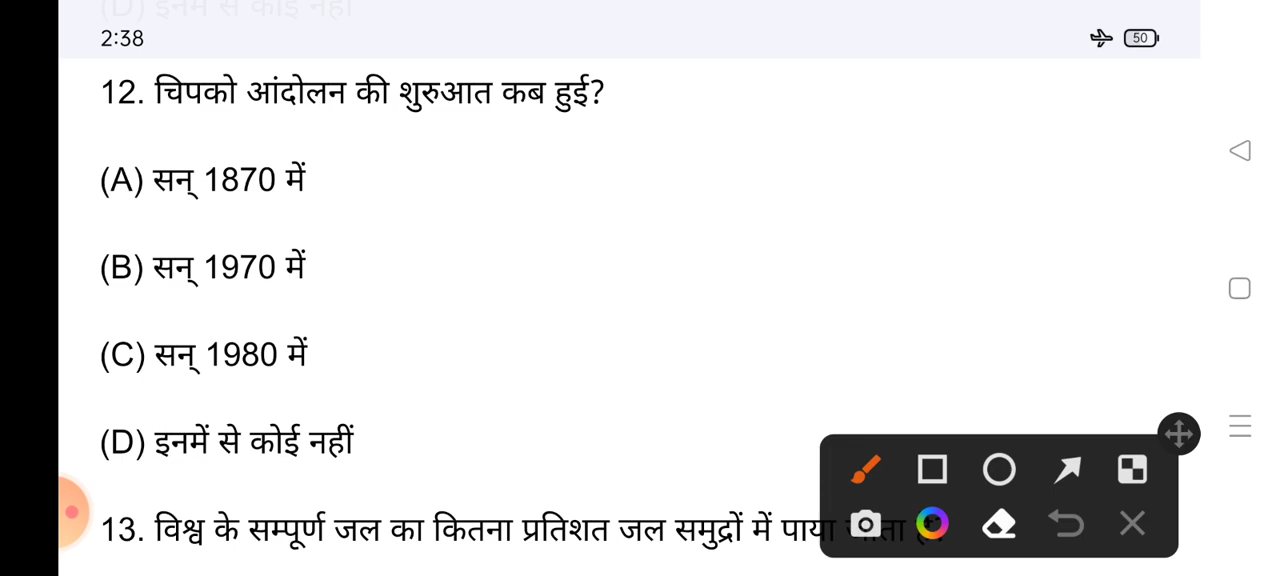 2:38
50
12. चिपको आंदोलन की शुरुआत कब हुई?
(A) सन् 1870 में
(B) सन् 1970 में
(C) सन् 1980 में
(D) इनमें से कोई नहीं
13. विश्व के सम्पूर्ण जल का कितना प्रतिशत जल समुद्रों में पाया